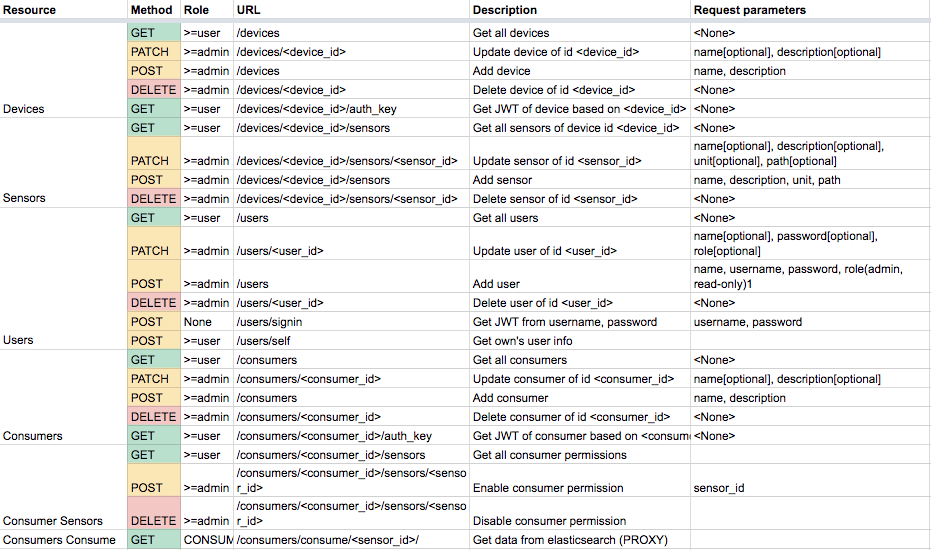 Resource Method Role URL Description Request parameters
GET >=user /devices Get all devices <None>
PATCH >=admin /devices/<device_id> Update device of id <device_id> name[optional], description[optional]
POST >=admin /devices Add device name, description
DELETE >=admin /devices/<device_id> Delete device of id <device_id> <None>
Devices GET >=user /devices/<device_id>/auth_key Get JWT of device based on <device_id> <None>
GET >=user /devices/<device_id>/sensors Get all sensors of device id <device_id> <None>
name[optional], description[optional],
PATCH >=admin /devices/<device_id>/sensors/<sensor_id> Update sensor of id <sensor_id> unit[optional], path[optional]
POST >=admin /devices/<device_id>/sensors Add sensor name, description, unit, path
Sensors DELETE >=admin /devices/<device_id>/sensors/<sensor_id> Delete sensor of id <sensor_id> <None>
GET >=user /users Get all users <None>
name[optional], password[optional],
PATCH >=admin /users/<user_id> Update user of id <user_id> role[optional]
name, username, password, role(admin,
POST >=admin /users Add user read-only)1
DELETE >=admin /users/<user_id> Delete user of id <user_id> <None>
POST None /users/signin Get JWT from username, password username, password
Users POST >=user /users/self Get own's user info
GET >=user /consumers Get all consumers <None>
PATCH >=admin /consumers/<consumer_id> Update consumer of id <consumer_id> name[optional], description[optional]
POST >=admin /consumers Add consumer name, description
DELETE >=admin /consumers/<consumer_id> Delete consumer of id <consumer_id> <None>
Consumers GET >=user /consumers/<consumer_id>/auth_key Get JWT of consumer based on <consum <None>
GET >=user /consumers/<consumer_id>/sensors Get all consumer permissions
/consumers/<consumer_id>/sensors/<senso
POST >=admin r_id> Enable consumer permission sensor_id
/consumers/<consumer_id>/sensors/<senso
Consumer Sensors DELETE >=admin r_id> Disable consumer permission
Consumers Consume GET CONSUM /consumers/consume/<sensor_id>/ Get data from elasticsearch (PROXY)